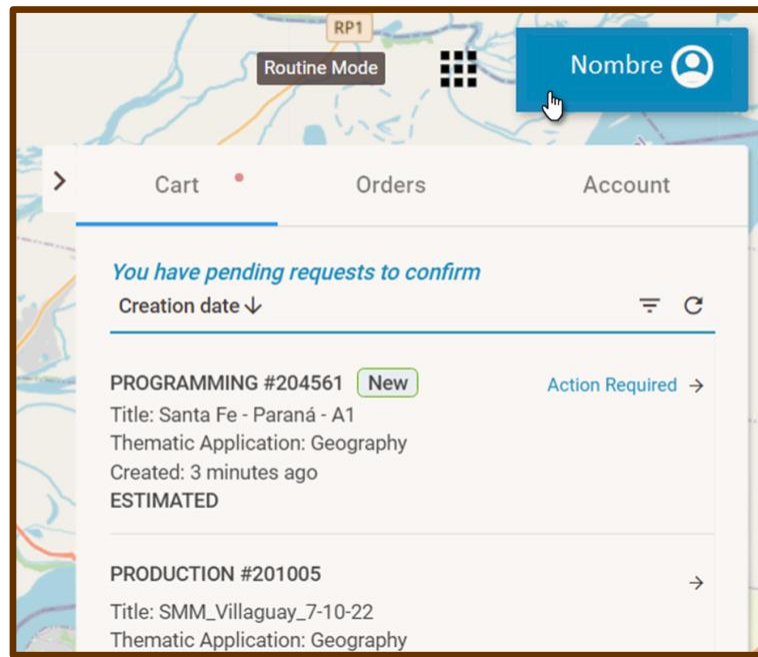 RP1
Routine Mode
Nombre
Cart
Orders
Account
You have pending requests to confirm
Creation date
PROGRAMMING #204561 New
Action Required
Title: Santa Fe - Paraná - A1
Thematic Application: Geography
Created: 3 minutes ago
ESTIMATED
PRODUCTION #201005
Title: SMM_Villaguay_7-10-22
Thematic Application: Geography